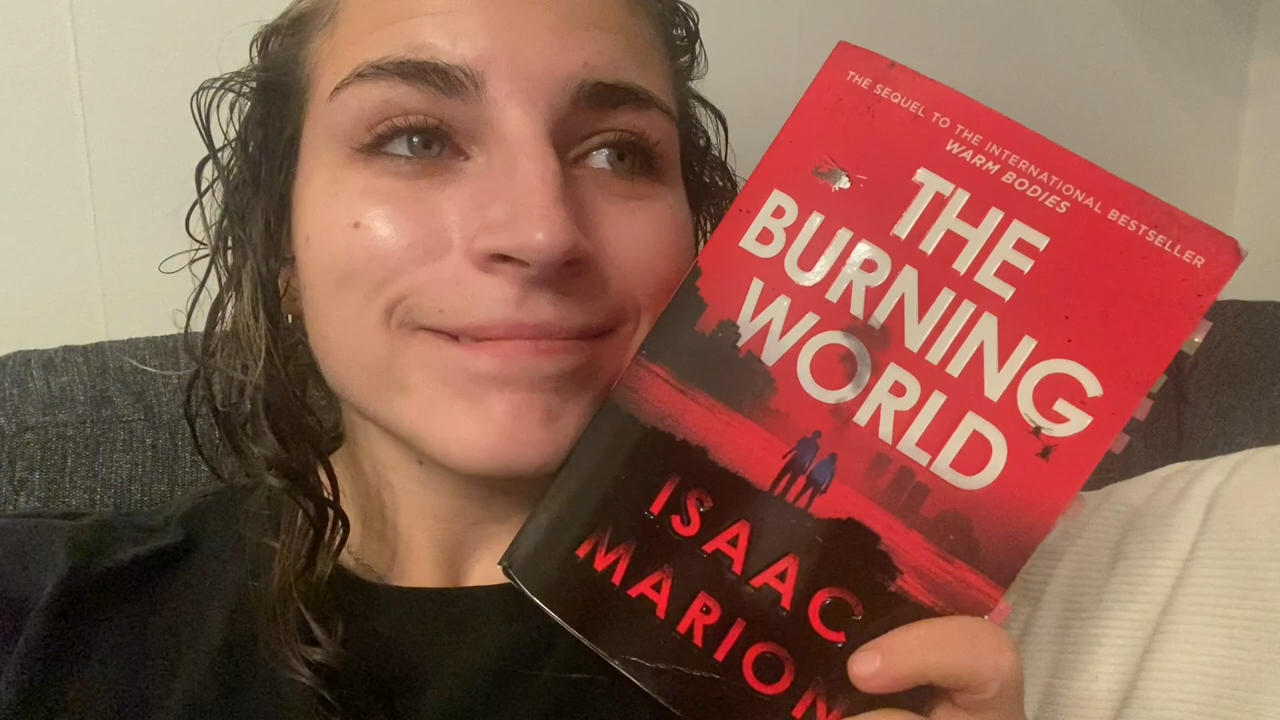 THE SEQUEL TO THE INTERNATIONAL BESTSELLER
WARM BODIES
THE
BURNING
WORLD
ISAAC
MARION